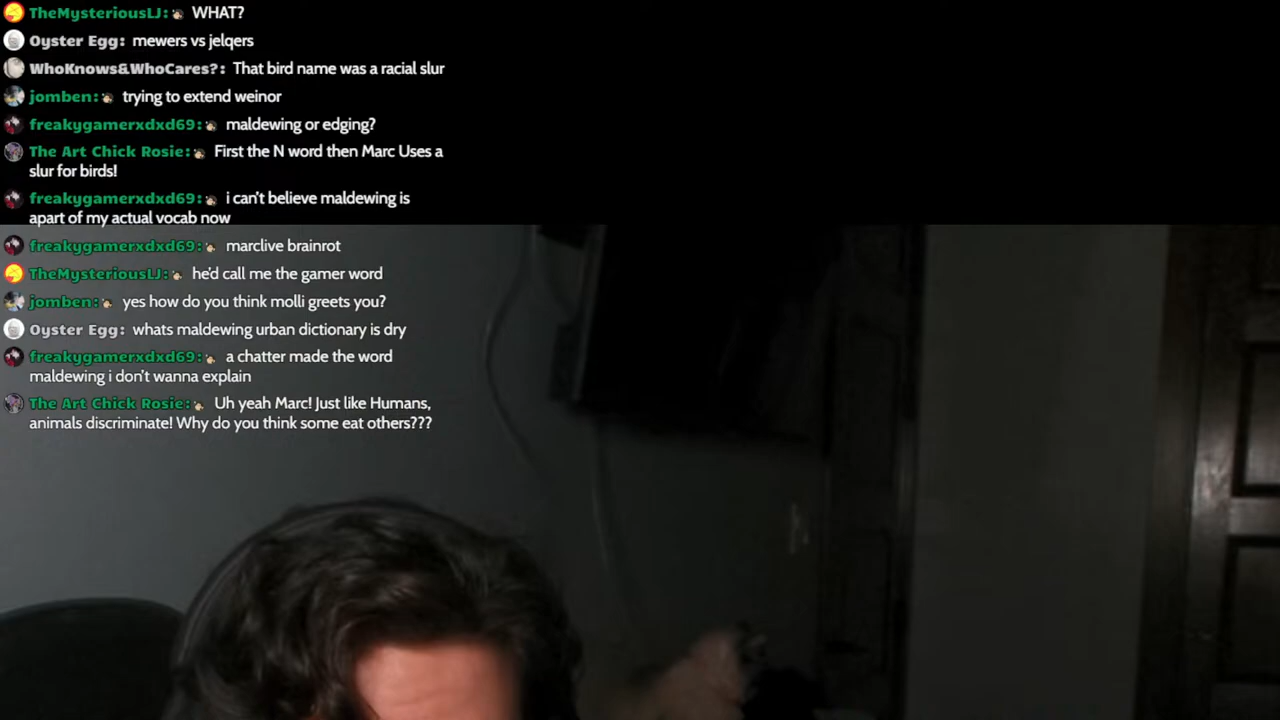 TheMysteriousLJ: WHAT?
Oyster Egg: mewers vs jelqers
WhoKnows&WhoCares?: That bird name was a racial slur
jomben: trying to extend weinor
freakygamerxdxd69: maldewing or edging?
The Art Chick Rosie: First the N word then Marc Uses a
slur for birds!
freakygamerxdxd69: i can't believe maldewing is
apart of my actual vocab now
freakygamerxdxd69: marclive brainrot
TheMysteriousLJ: he'd call me the gamer word
jomben: yes how do you think molli greets you?
Oyster Egg: whats maldewing urban dictionary is dry
freakygamerxdxd69: a chatter made the word
maldewing i don't wanna explain
The Art Chick Rosie: Uh yeah Marc! Just like Humans,
animals discriminate! Why do you think some eat others???